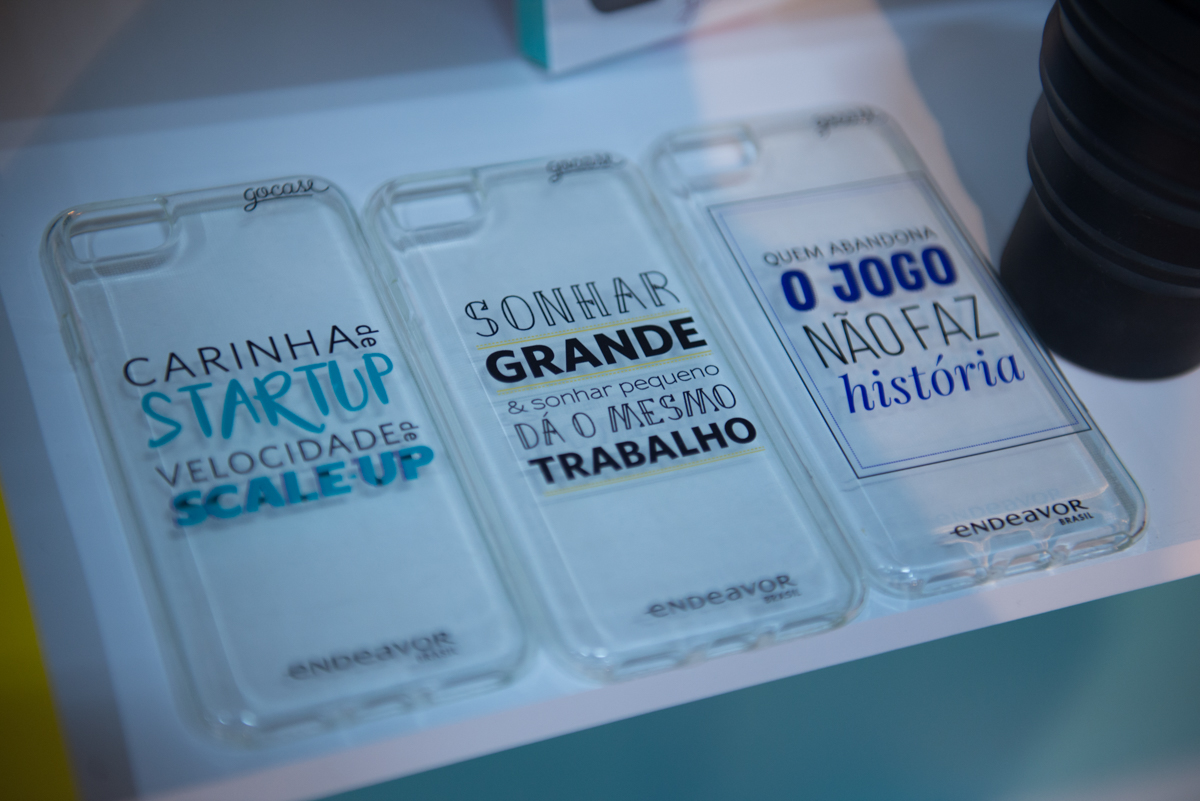 gocase
CARINHA de
STARTUP
VELOCIDADE de
SCALE-UP
ENDEAVOR
BRASIL
gocase
SONHAR
GRANDE
& sonhar pequeno
DÁ O MESMO
TRABALHO
ENDEAVOR
BRASIL
gocase
QUEM ABANDONA
O JOGO
NÃO FAZ
história
ENDEAVOR
BRASIL